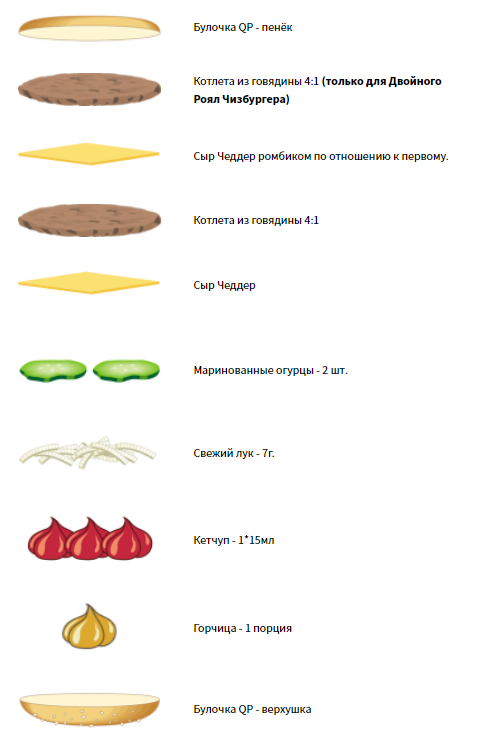 Булочка QP - пенёк
Котлета из говядины 4:1 (только для Двойного
Роял Чизбургера)
Сыр Чеддер ромбиком по отношению к первому.
Котлета из говядины 4:1
Сыр Чеддер
Маринованные огурцы - 2 шт.
Свежий лук - 7г.
Кетчуп - 1*15мл
Горчица - 1 порция
Булочка QP - верхушка